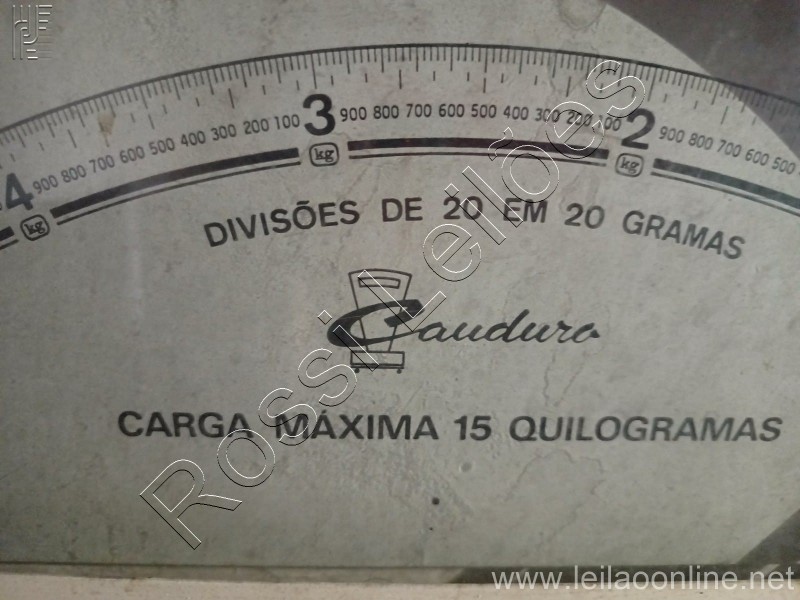 4 900 800 700 600 500 400 300 200 100 3 900 800 700 600 500 400 300 200 100 2 900 800 700 600 500
kg kg kg
DIVISÕES DE 20 EM 20 GRAMAS
Cauduro
CARGA MÁXIMA 15 QUILOGRAMAS
Rossi Leilões
www.leilaoonline.net